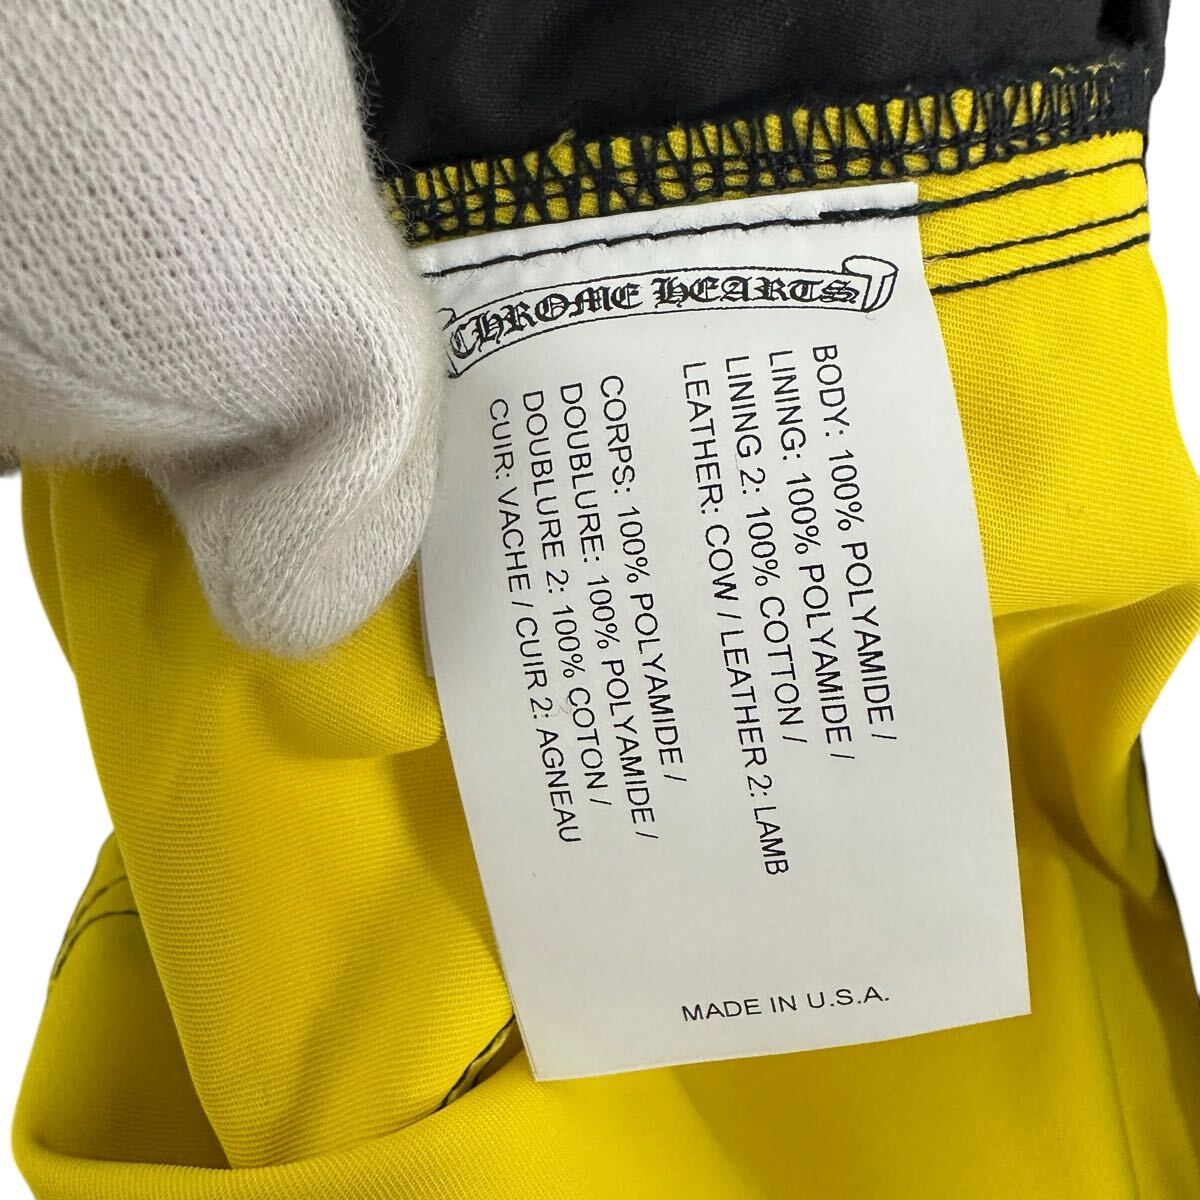 CHROME HEARTS
BODY: 100% POLYAMIDE /
LINING: 100% POLYAMIDE /
LINING 2: 100% COTTON /
LEATHER: COW / LEATHER 2: LAMB
CORPS: 100% POLYAMIDE /
DOUBLURE: 100% POLYAMIDE /
DOUBLURE 2: 100% COTON /
CUIR: VACHE / CUIR 2: AGNEAU
MADE IN U.S.A.